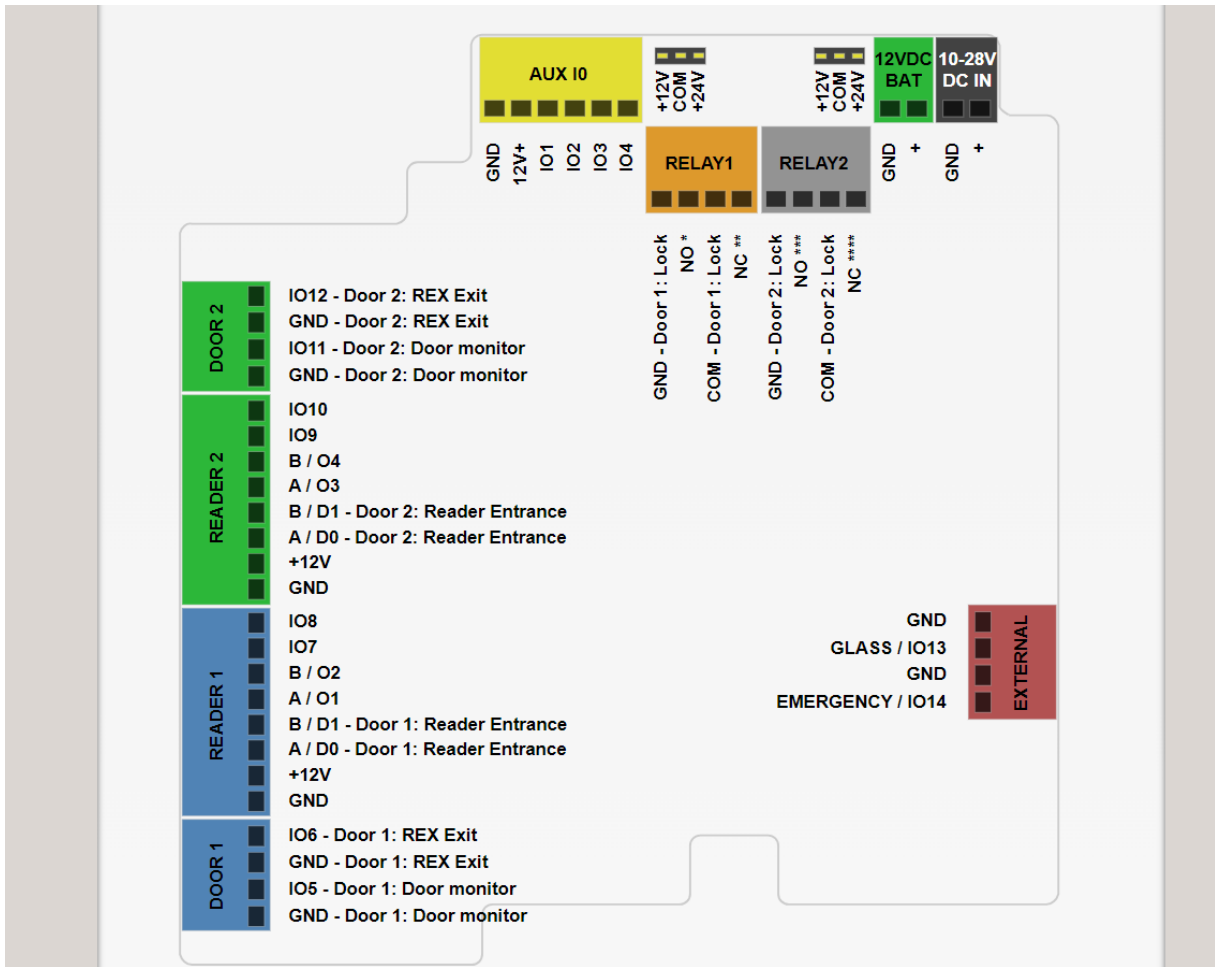 AUX IO
GND
12V+
IO1
IO2
IO3
IO4
+12V
COM
+24V
+12V
COM
+24V
12VDC
BAT
GND
+
10-28V
DC IN
GND
+
RELAY1
GND - Door 1: Lock
NO *
COM - Door 1: Lock
NC **
RELAY2
GND - Door 2: Lock
NO ***
COM - Door 2: Lock
NC ****
DOOR 2
IO12 - Door 2: REX Exit
GND - Door 2: REX Exit
IO11 - Door 2: Door monitor
GND - Door 2: Door monitor
READER 2
IO10
IO9
B / O4
A / O3
B / D1 - Door 2: Reader Entrance
A / D0 - Door 2: Reader Entrance
+12V
GND
READER 1
IO8
IO7
B / O2
A / O1
B / D1 - Door 1: Reader Entrance
A / D0 - Door 1: Reader Entrance
+12V
GND
DOOR 1
IO6 - Door 1: REX Exit
GND - Door 1: REX Exit
IO5 - Door 1: Door monitor
GND - Door 1: Door monitor
GND
GLASS / IO13
GND
EMERGENCY / IO14
EXTERNAL